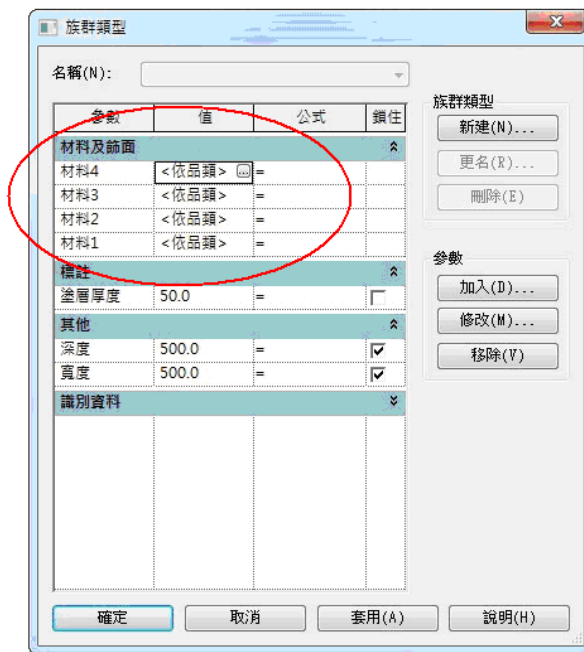 族群類型
名稱(N):
參數 值 公式 鎖住
材料及飾面
材料4 <依品類> ... =
材料3 <依品類> =
材料2 <依品類> =
材料1 <依品類> =
標註
塗層厚度 50.0 =
其他
深度 500.0 =
寬度 500.0 =
識別資料
族群類型
新建(N)...
更名(R)...
刪除(E)
參數
加入(D)...
修改(M)...
移除(V)
確定 取消 套用(A) 說明(H)